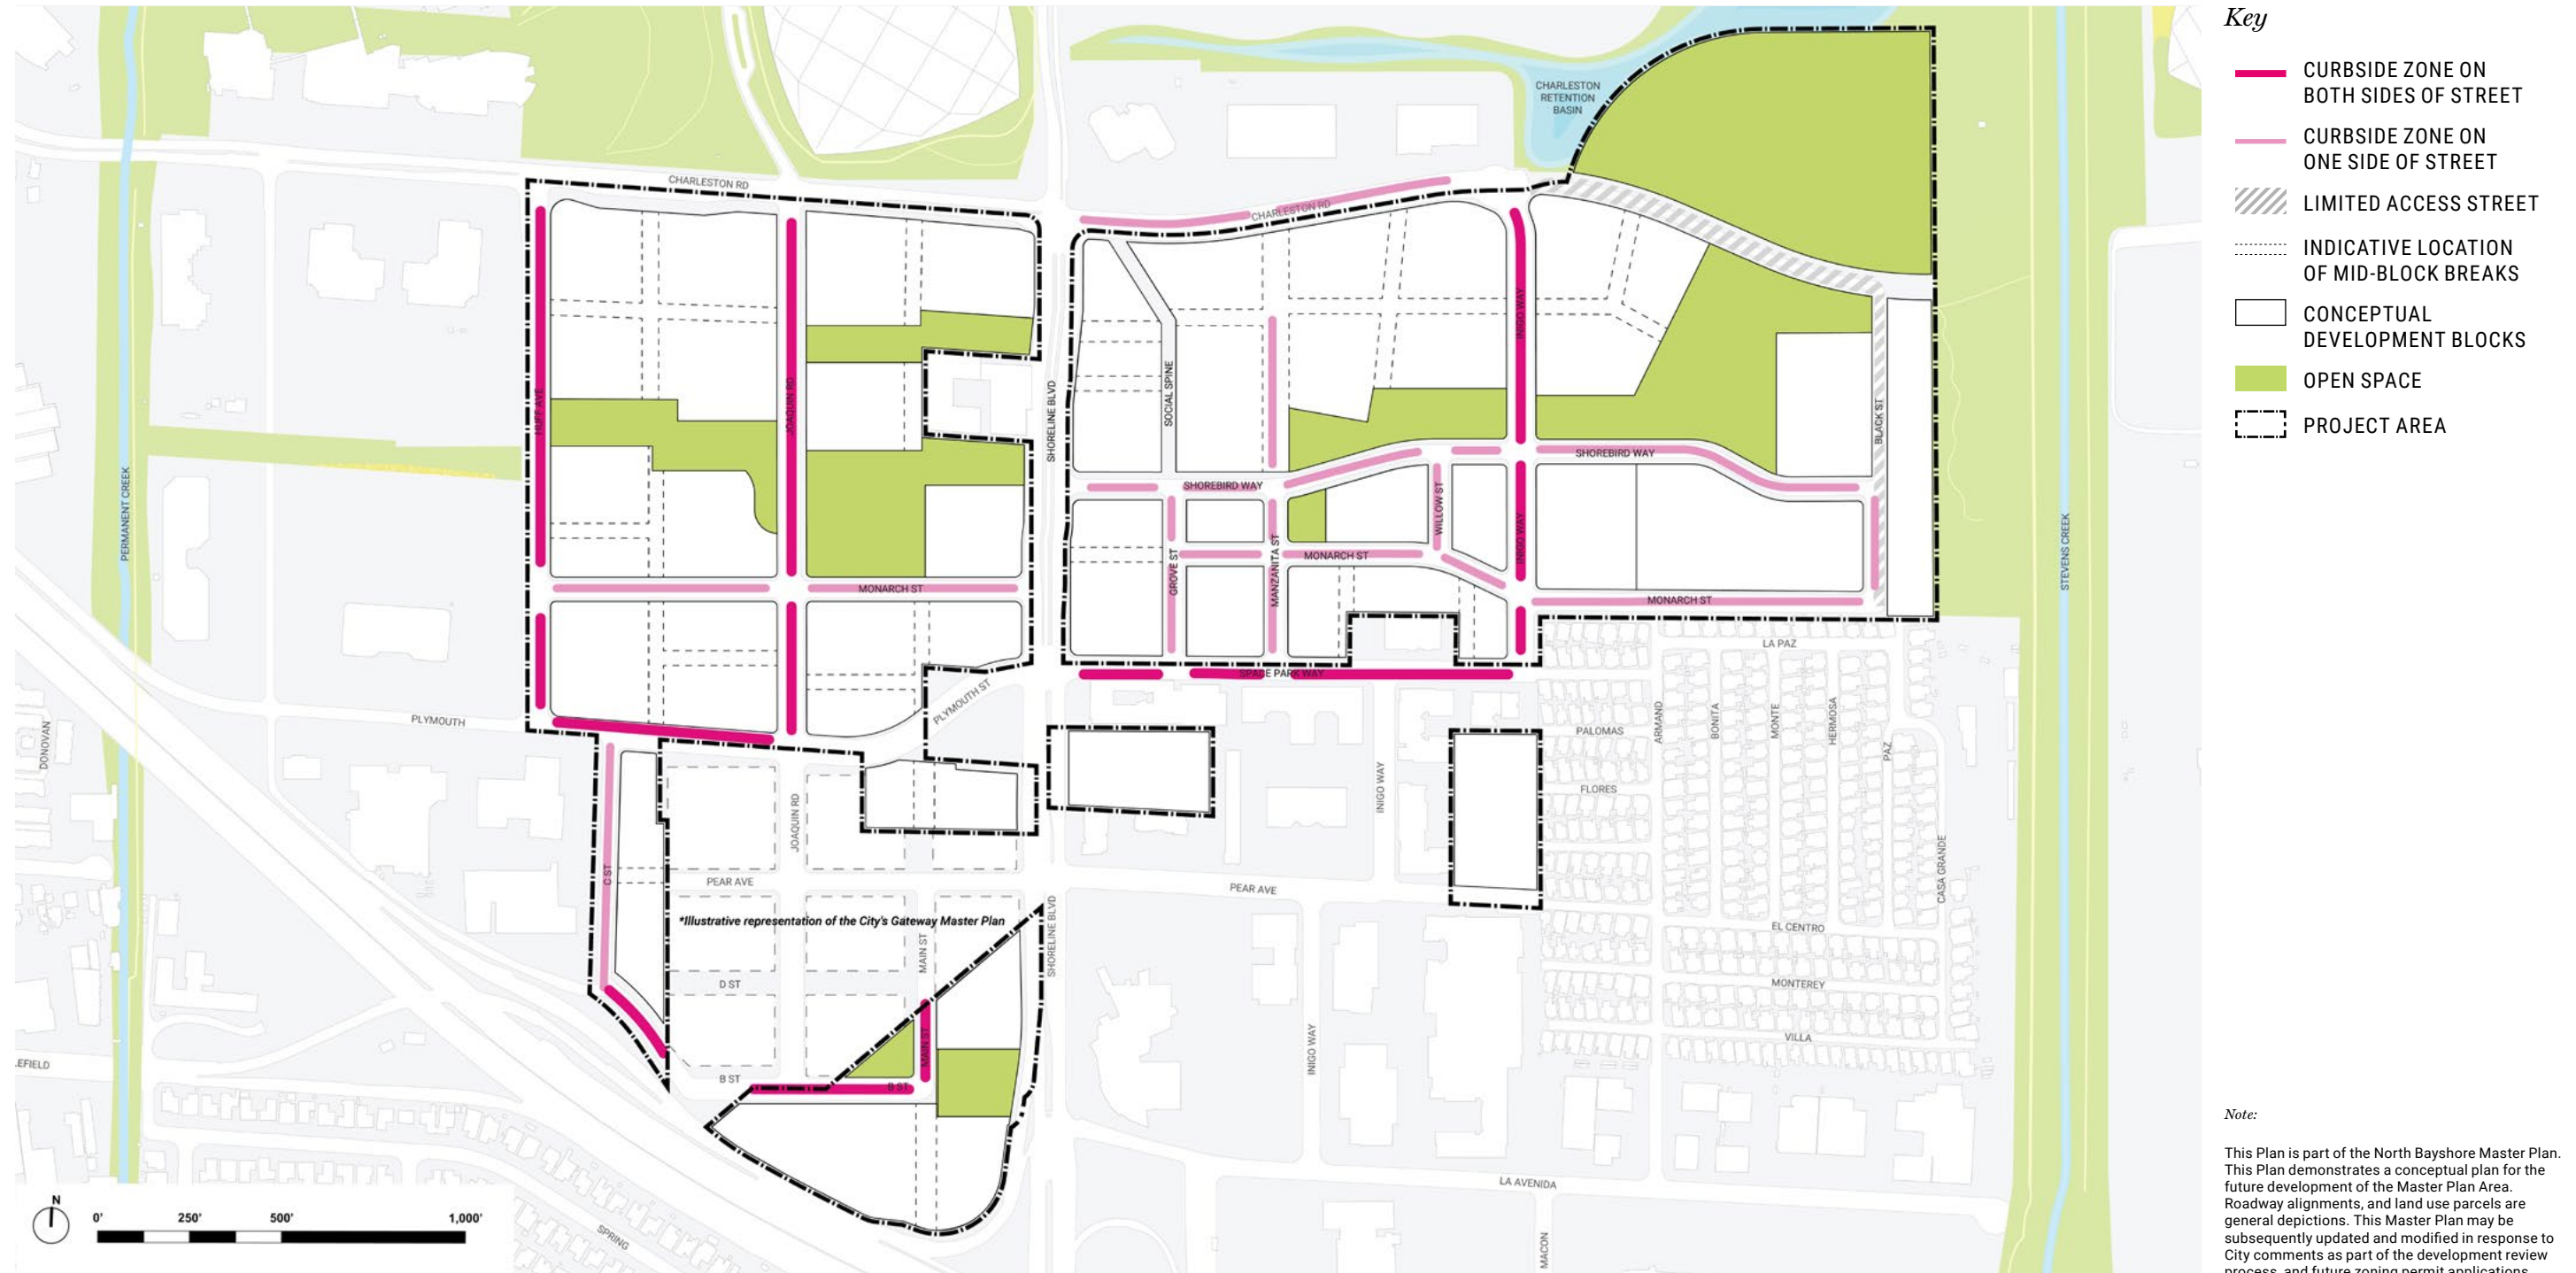 Key
CURBSIDE ZONE ON
BOTH SIDES OF STREET
CURBSIDE ZONE ON
ONE SIDE OF STREET
LIMITED ACCESS STREET
INDICATIVE LOCATION
OF MID-BLOCK BREAKS
CONCEPTUAL
DEVELOPMENT BLOCKS
OPEN SPACE
PROJECT AREA
CHARLESTON
RETENTION
BASIN
CHARLESTON RD
CHARLESTON RD
HUFF AVE
JOAQUIN RD
SHORELINE BLVD
SOCIAL SPINE
INIGO WAY
BLACK ST
SHOREBIRD WAY
SHOREBIRD WAY
WILLOW ST
INIGO WAY
PERMANENT CREEK
STEVENS CREEK
GROVE ST
MANZANITA ST
MONARCH ST
MONARCH ST
MONARCH ST
LA PAZ
SPACE PARK WAY
PLYMOUTH ST
PLYMOUTH
DONOVAN
PALOMAS
ARMAND
BONITA
MONTE
HERMOSA
PAZ
FLORES
INIGO WAY
JOAQUIN RD
C ST
PEAR AVE
PEAR AVE
CASA GRANDE
*Illustrative representation of the City's Gateway Master Plan
MAIN ST
SHORELINE BLVD
EL CENTRO
D ST
MONTEREY
MAIN ST
INIGO WAY
VILLA
LEFIELD
B ST
B ST
LA AVENIDA
SPRING
MACON
N
0' 250' 500' 1,000'
Note:
This Plan is part of the North Bayshore Master Plan.
This Plan demonstrates a conceptual plan for the
future development of the Master Plan Area.
Roadway alignments, and land use parcels are
general depictions. This Master Plan may be
subsequently updated and modified in response to
City comments as part of the development review
process, and future zoning permit applications